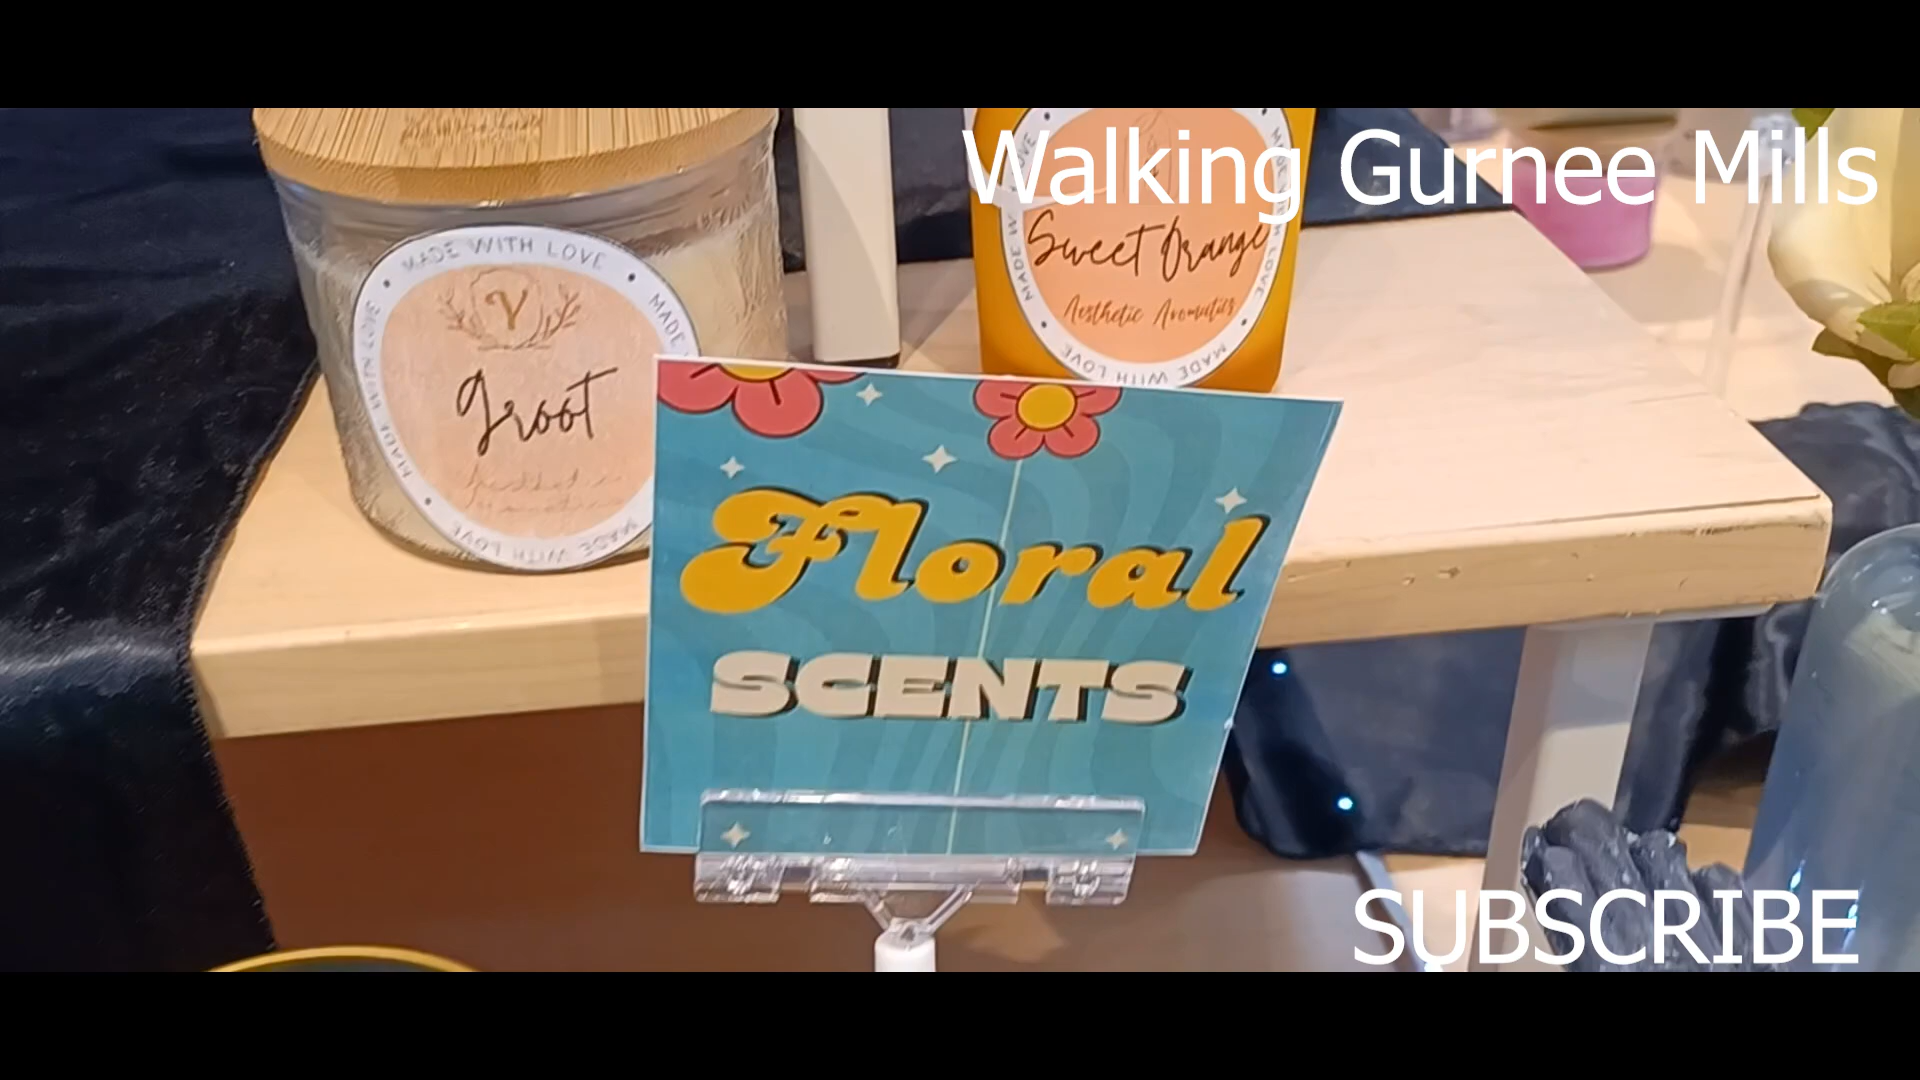 Walking Gurnee Mills
MADE WITH LOVE
Groot
MADE WITH LOVE
Sweet Orange
Aesthetic Aromatics
MADE WITH LOVE
Floral
SCENTS
SUBSCRIBE